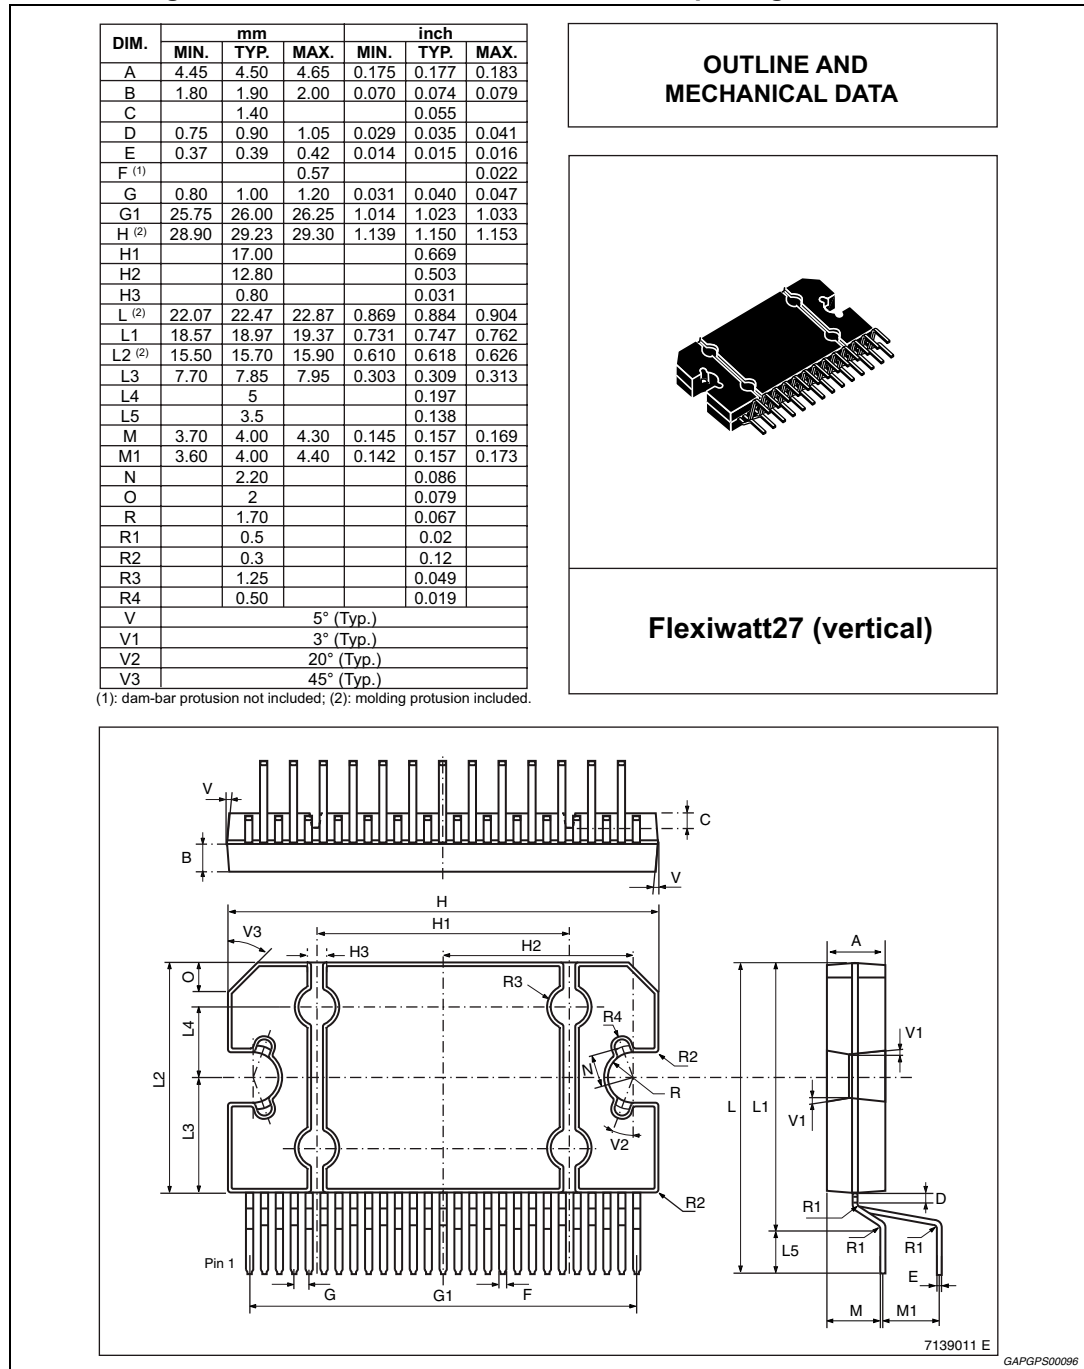 DIM. mm inch
MIN. TYP. MAX. MIN. TYP. MAX.
A 4.45 4.50 4.65 0.175 0.177 0.183
B 1.80 1.90 2.00 0.070 0.074 0.079
C 1.40 0.055
D 0.75 0.90 1.05 0.029 0.035 0.041
E 0.37 0.39 0.42 0.014 0.015 0.016
F (1) 0.57 0.022
G 0.80 1.00 1.20 0.031 0.040 0.047
G1 25.75 26.00 26.25 1.014 1.023 1.033
H (2) 28.90 29.23 29.30 1.139 1.150 1.153
H1 17.00 0.669
H2 12.80 0.503
H3 0.80 0.031
L (2) 22.07 22.47 22.87 0.869 0.884 0.904
L1 18.57 18.97 19.37 0.731 0.747 0.762
L2 (2) 15.50 15.70 15.90 0.610 0.618 0.626
L3 7.70 7.85 7.95 0.303 0.309 0.313
L4 5 0.197
L5 3.5 0.138
M 3.70 4.00 4.30 0.145 0.157 0.169
M1 3.60 4.00 4.40 0.142 0.157 0.173
N 2.20 0.086
O 2 0.079
R 1.70 0.067
R1 0.5 0.02
R2 0.3 0.12
R3 1.25 0.049
R4 0.50 0.019
V 5° (Typ.)
V1 3° (Typ.)
V2 20° (Typ.)
V3 45° (Typ.)
(1): dam-bar protusion not included; (2): molding protusion included.
OUTLINE AND
MECHANICAL DATA
Flexiwatt27 (vertical)
V
C
B
V
H
V3
H1
H3
H2
A
O
R3
L4
R4
V1
N
R2
L2
R
L
L1
L3
V1
V2
D
R2
R1
Pin 1
L5
R1
R1
G
G1
F
E
M
M1
7139011 E
GAPGPS00096